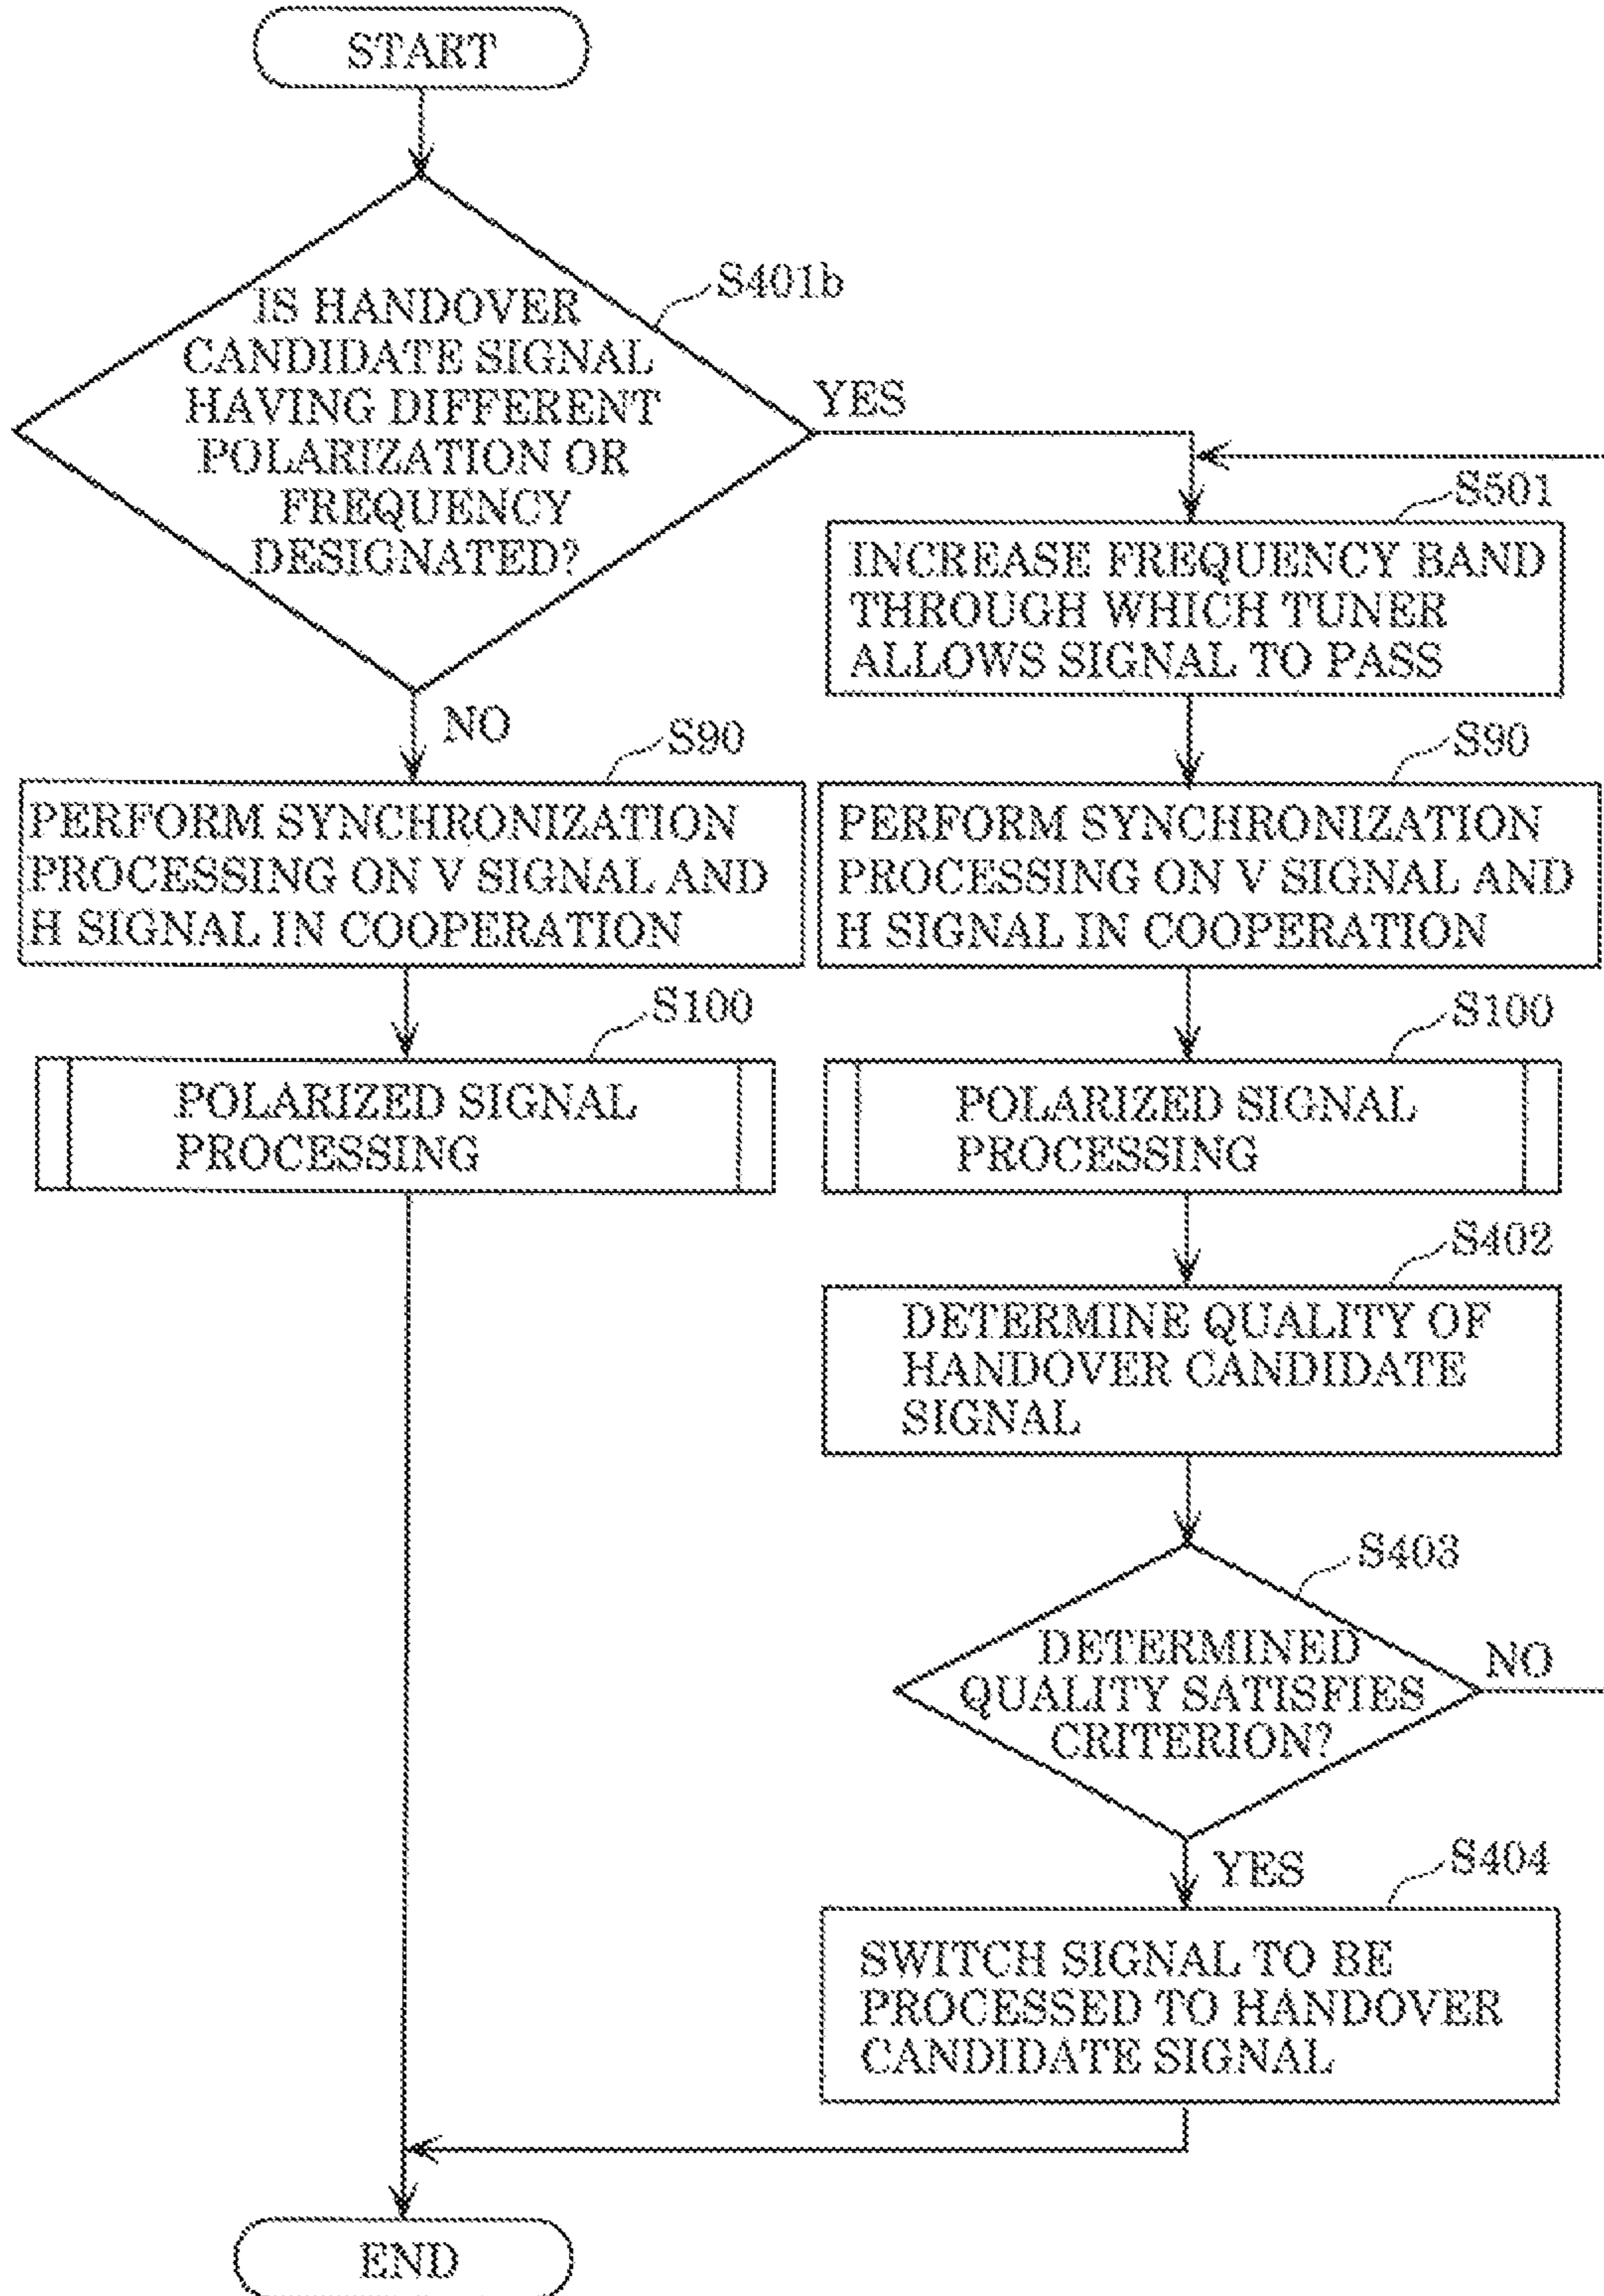 START
S401b
IS HANDOVER
CANDIDATE SIGNAL
HAVING DIFFERENT
POLARIZATION OR
FREQUENCY
DESIGNATED?
YES
NO
S501
INCREASE FREQUENCY BAND
THROUGH WHICH TUNER
ALLOWS SIGNAL TO PASS
S90
PERFORM SYNCHRONIZATION
PROCESSING ON V SIGNAL AND
H SIGNAL IN COOPERATION
S90
PERFORM SYNCHRONIZATION
PROCESSING ON V SIGNAL AND
H SIGNAL IN COOPERATION
S100
POLARIZED SIGNAL
PROCESSING
S100
POLARIZED SIGNAL
PROCESSING
S402
DETERMINE QUALITY OF
HANDOVER CANDIDATE
SIGNAL
S403
DETERMINED
QUALITY SATISFIES
CRITERION?
NO
YES
S404
SWITCH SIGNAL TO BE
PROCESSED TO HANDOVER
CANDIDATE SIGNAL
END